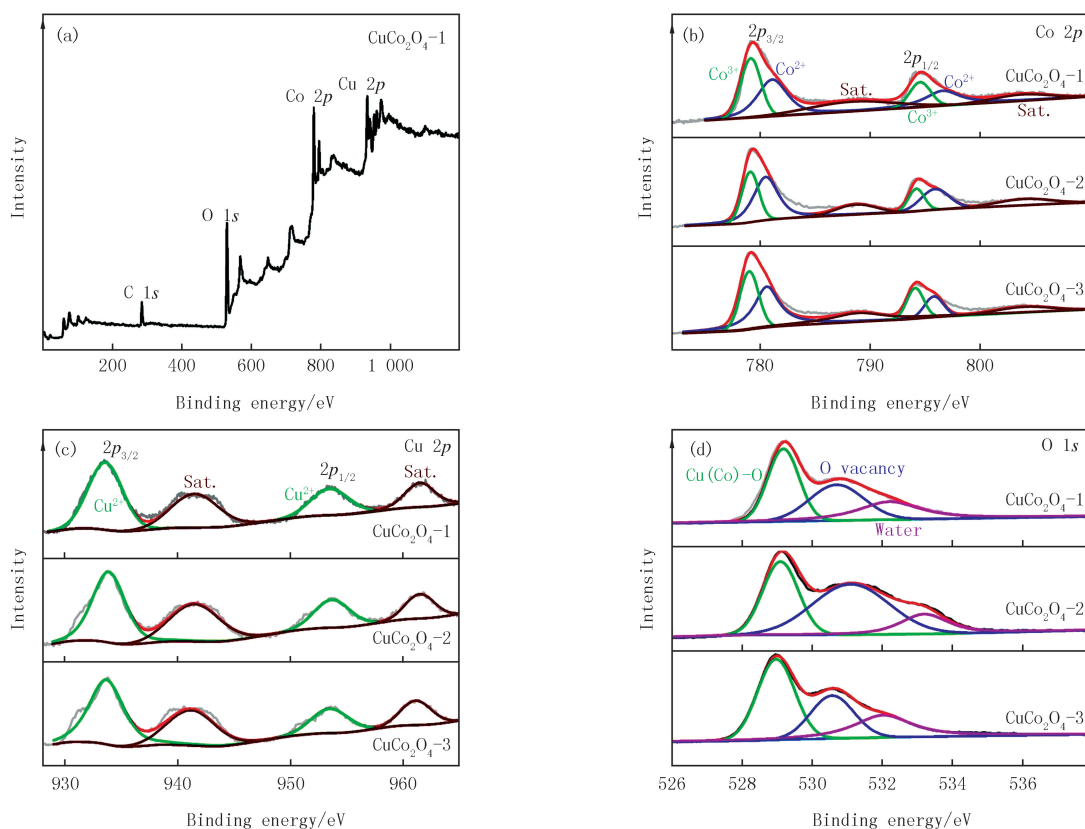 (a)
CuCo₂O₄-1
Cu 2p
Co 2p
O 1s
C 1s
Intensity
200 400 600 800 1 000
Binding energy/eV
(b)
2p₃/₂
Co 2p
Co³⁺
Co²⁺
2p₁/₂
Co²⁺
CuCo₂O₄-1
Sat.
Co³⁺
Sat.
CuCo₂O₄-2
CuCo₂O₄-3
Intensity
780 790 800
Binding energy/eV
(c)
2p₃/₂
Cu 2p
Sat.
2p₁/₂
Sat.
Cu²⁺
Cu²⁺
CuCo₂O₄-1
CuCo₂O₄-2
CuCo₂O₄-3
Intensity
930 940 950 960
Binding energy/eV
(d)
O 1s
Cu(Co)-O
O vacancy
CuCo₂O₄-1
Water
CuCo₂O₄-2
CuCo₂O₄-3
Intensity
526 528 530 532 534 536
Binding energy/eV